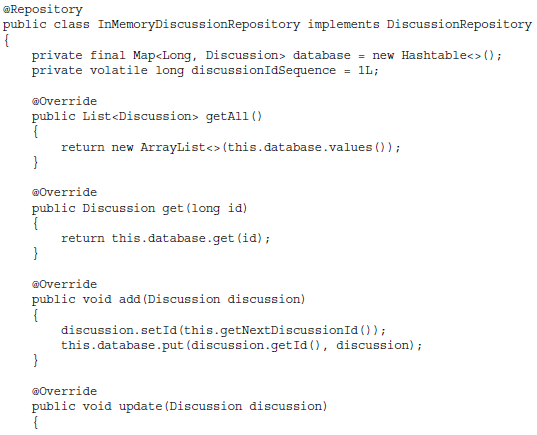 @Repository
public class InMemoryDiscussionRepository implements DiscussionRepository
{
    private final Map<Long, Discussion> database = new Hashtable<>();
    private volatile long discussionIdSequence = 1L;

    @Override
    public List<Discussion> getAll()
    {
        return new ArrayList<>(this.database.values());
    }

    @Override
    public Discussion get(long id)
    {
        return this.database.get(id);
    }

    @Override
    public void add(Discussion discussion)
    {
        discussion.setId(this.getNextDiscussionId());
        this.database.put(discussion.getId(), discussion);
    }

    @Override
    public void update(Discussion discussion)
    {